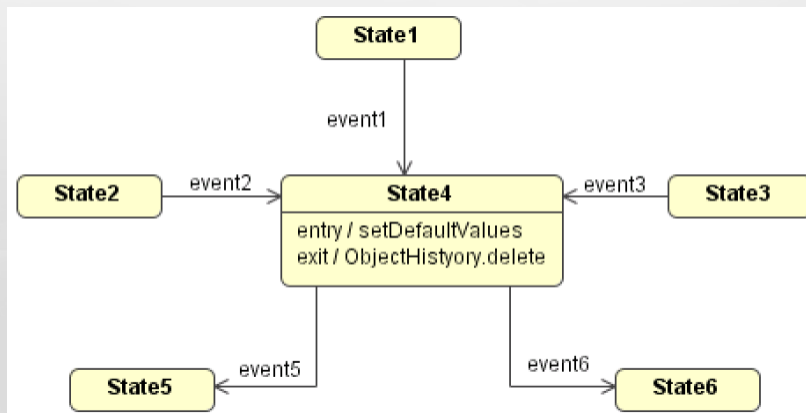 State1
event1
State2
event2
State4
event3
State3
entry / setDefaultValues
exit / ObjectHistyory.delete
event5
event6
State5
State6